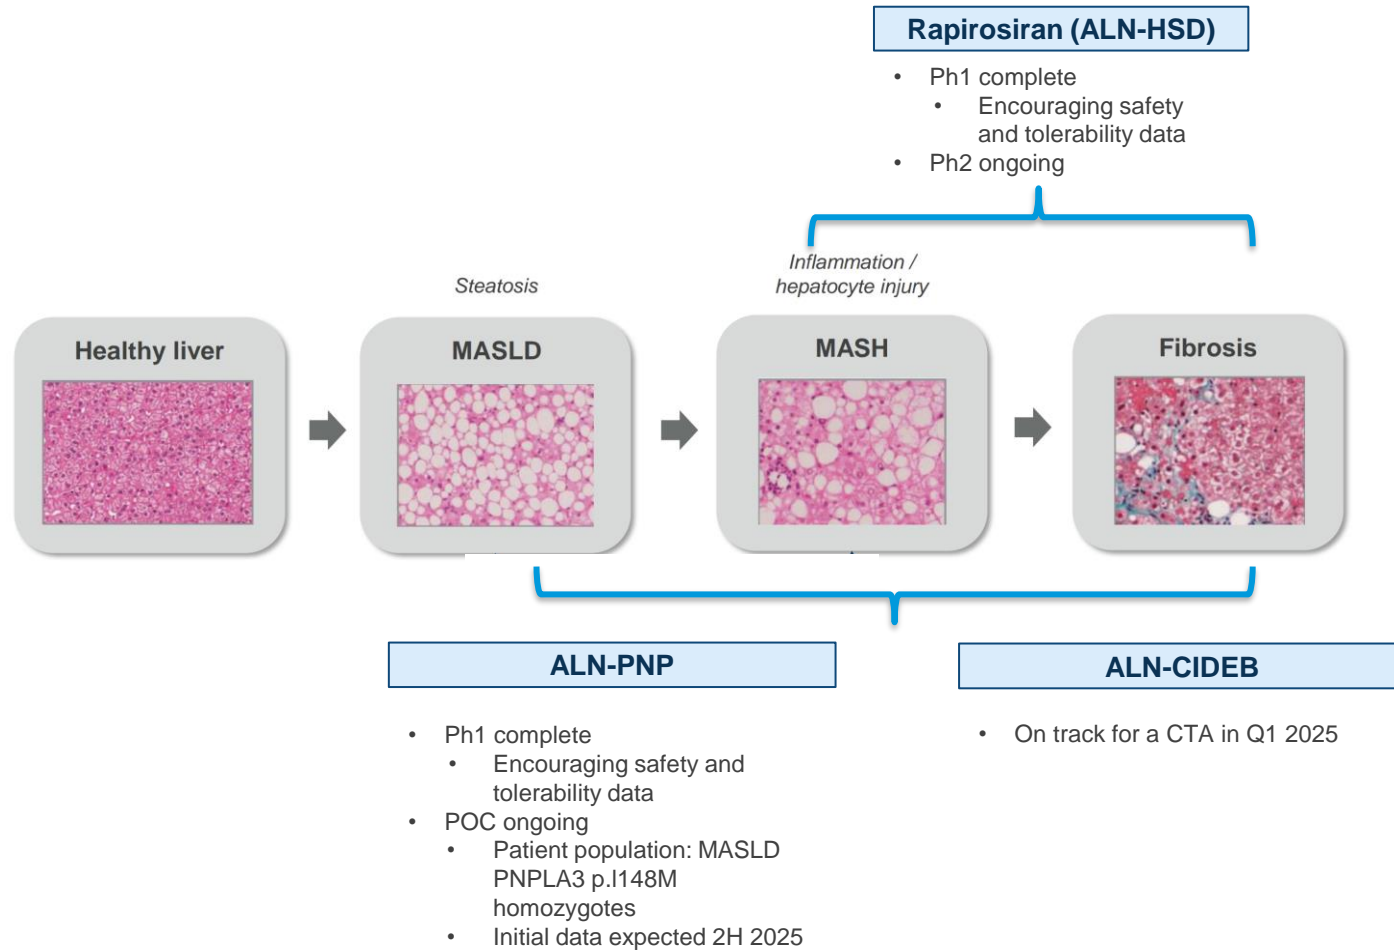 Rapirosiran (ALN-HSD)
• Ph1 complete
• Encouraging safety
and tolerability data
• Ph2 ongoing
Steatosis
Inflammation /
hepatocyte injury
Healthy liver
MASLD
MASH
Fibrosis
ALN-PNP
• Ph1 complete
• Encouraging safety and
tolerability data
• POC ongoing
• Patient population: MASLD
PNPLA3 p.I148M
homozygotes
• Initial data expected 2H 2025
ALN-CIDEB
• On track for a CTA in Q1 2025